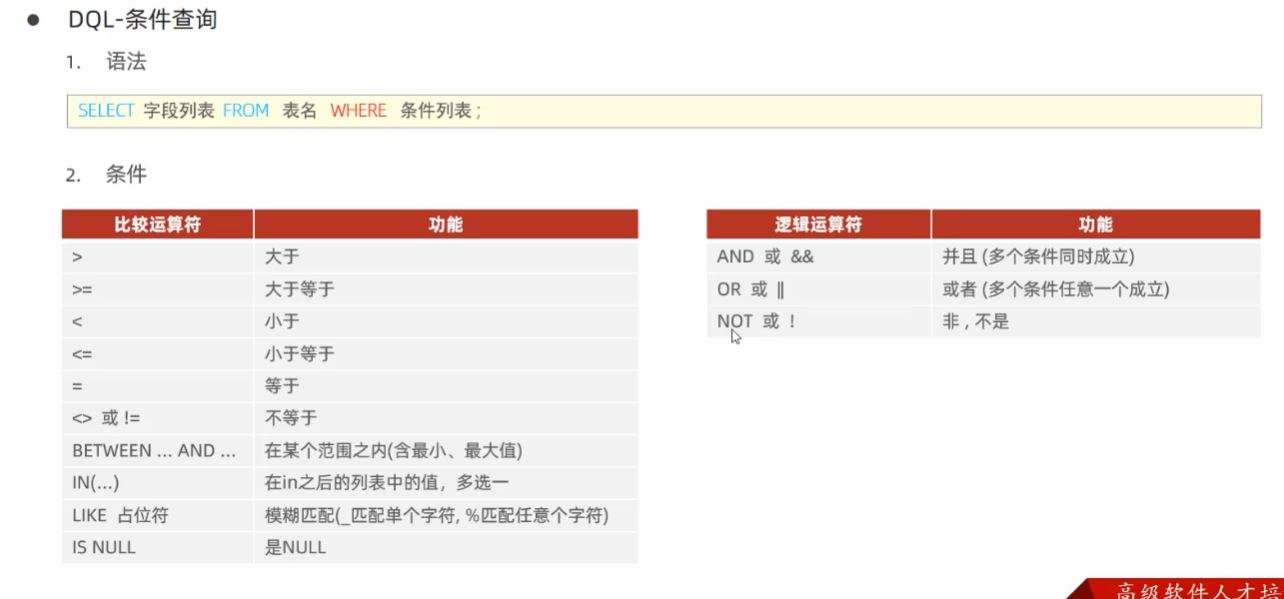 ● DQL-条件查询
1. 语法
SELECT 字段列表 FROM 表名 WHERE 条件列表 ;
2. 条件
比较运算符 功能
> 大于
>= 大于等于
< 小于
<= 小于等于
= 等于
<> 或 != 不等于
BETWEEN ... AND ... 在某个范围之内(含最小、最大值)
IN(...) 在in之后的列表中的值，多选一
LIKE 占位符 模糊匹配(_匹配单个字符, %匹配任意个字符)
IS NULL 是NULL
逻辑运算符 功能
AND 或 && 并且 (多个条件同时成立)
OR 或 || 或者 (多个条件任意一个成立)
NOT 或 ! 非 , 不是
高级软件人才培